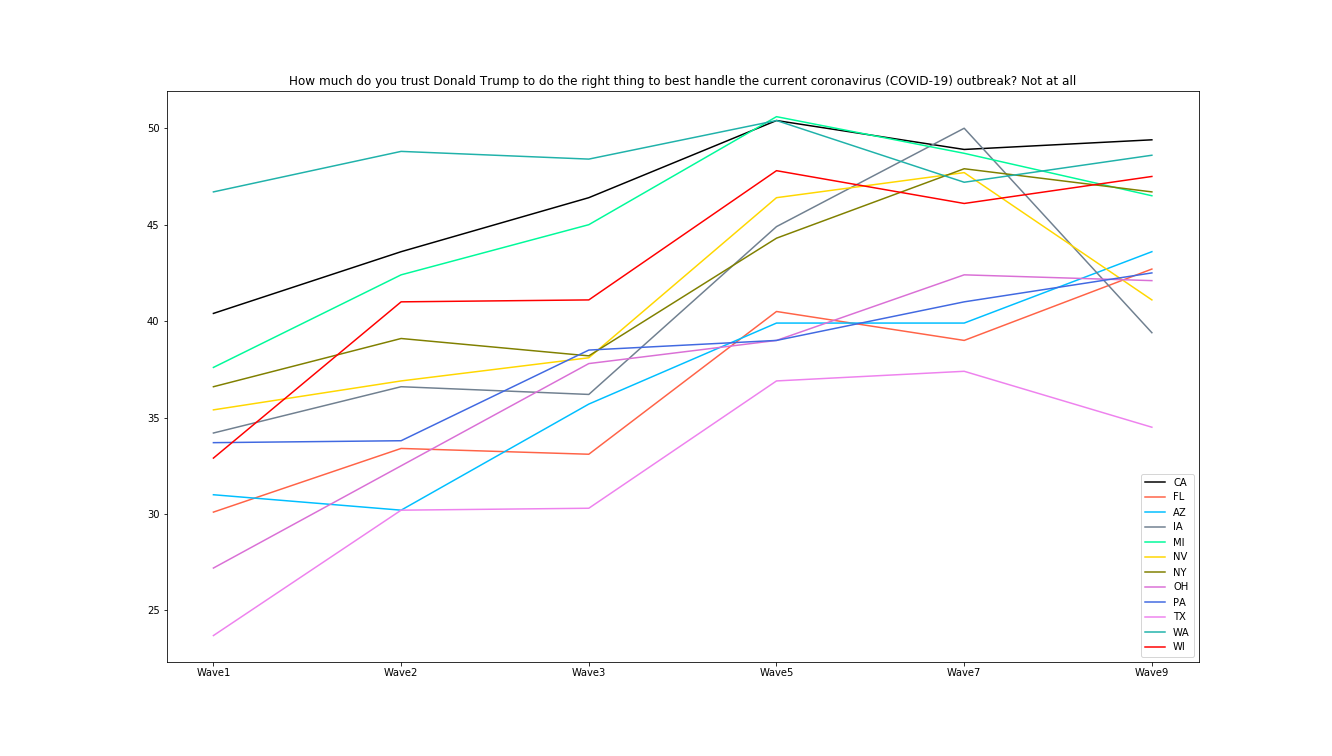 How much do you trust Donald Trump to do the right thing to best handle the current coronavirus (COVID-19) outbreak? Not at all
50
45
40
35
30
25
Wave1 Wave2 Wave3 Wave5 Wave7 Wave9
CA
FL
AZ
IA
MI
NV
NY
OH
PA
TX
WA
WI